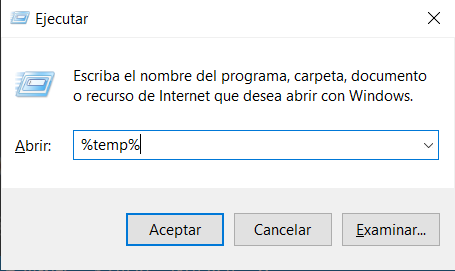 Ejecutar
Escriba el nombre del programa, carpeta, documento
o recurso de Internet que desea abrir con Windows.
Abrir: %temp%
Aceptar Cancelar Examinar...